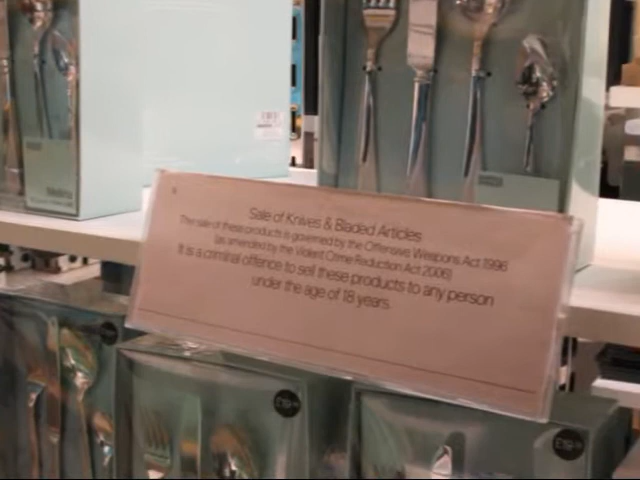 Sale of Knives & Bladed Articles
The sale of these products is governed by the Offensive Weapons Act 1996
(as amended by the Violent Crime Reduction Act 2006)
It is a criminal offence to sell these products to any person
under the age of 18 years